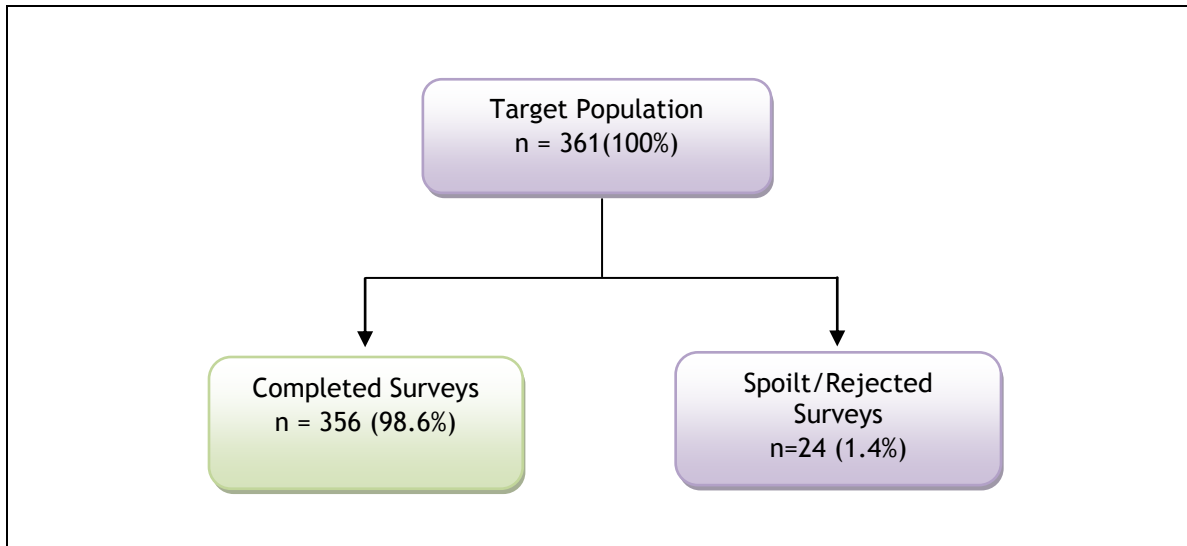 Target Population
n = 361(100%)
Completed Surveys
n = 356 (98.6%)
Spoilt/Rejected
Surveys
n=24 (1.4%)